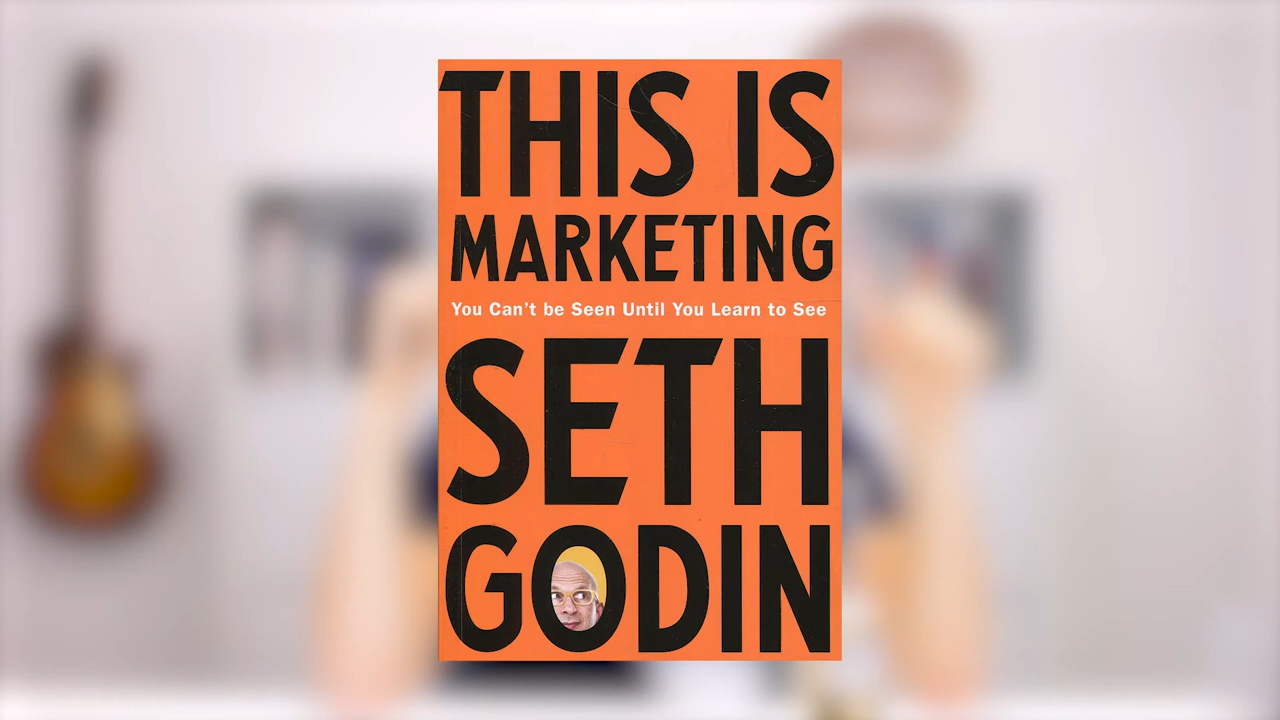 THIS IS
MARKETING
You Can't be Seen Until You Learn to See
SETH
GODIN